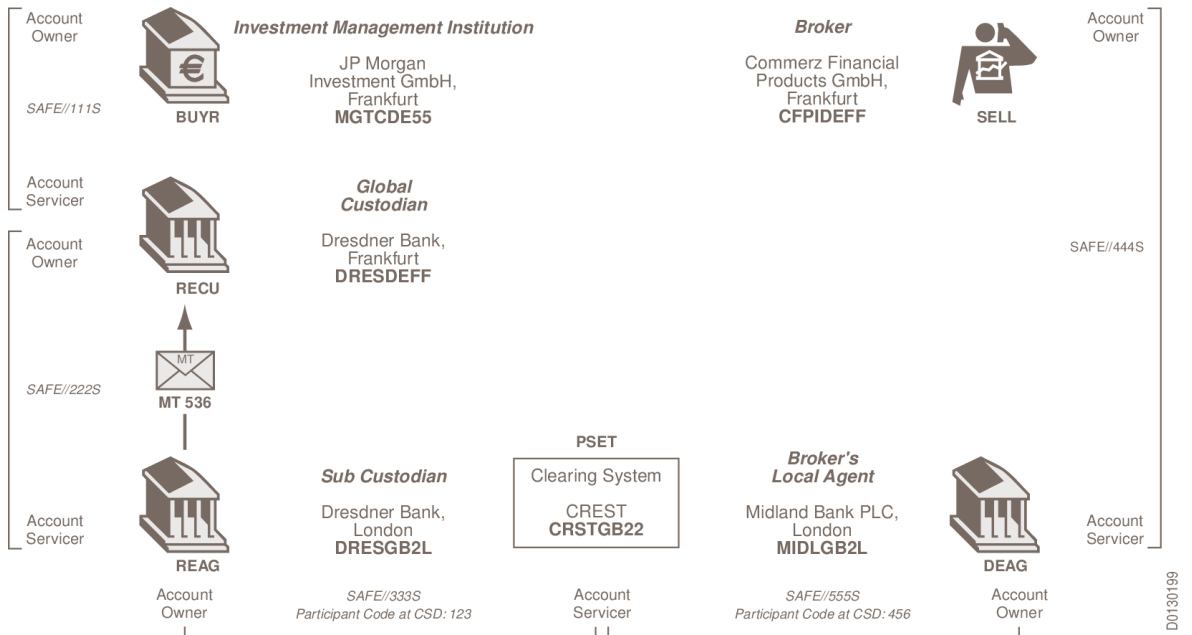 Account
Owner
Investment Management Institution
Broker
Account
Owner
€
JP Morgan
Investment GmbH,
Frankfurt
MGTCDE55
Commerz Financial
Products GmbH,
Frankfurt
CFPIDEFF
SAFE//111S
BUYR
SELL
Account
Servicer
Global
Custodian
Account
Owner
Dresdner Bank,
Frankfurt
DRESDEFF
SAFE//444S
RECU
MT
SAFE//222S
MT 536
PSET
Sub Custodian
Clearing System
Broker's
Local Agent
Account
Servicer
Dresdner Bank,
London
DRESGB2L
CREST
CRSTGB22
Midland Bank PLC,
London
MIDLGB2L
Account
Servicer
REAG
DEAG
Account
Owner
SAFE//333S
Participant Code at CSD: 123
Account
Servicer
SAFE//555S
Participant Code at CSD: 456
Account
Owner
D0130199